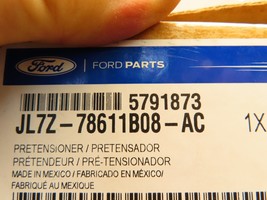 Ford
FORD PARTS
5791873
JL7Z-78611B08-AC 1X
PRETENSIONER / PRETENSADOR
PRÉTENDEUR / PRÉ-TENSIONADOR
MADE IN MEXICO / FABRICADO EN MÉXICO/
FABRIQUÉ AU MEXIQUE